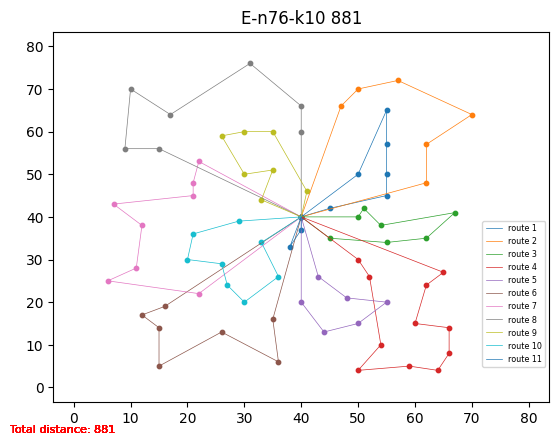 E-n76-k10 881
80
70
60
50
40
30
20
10
0
0 10 20 30 40 50 60 70 80
route 1
route 2
route 3
route 4
route 5
route 6
route 7
route 8
route 9
route 10
route 11
Total distance: 881